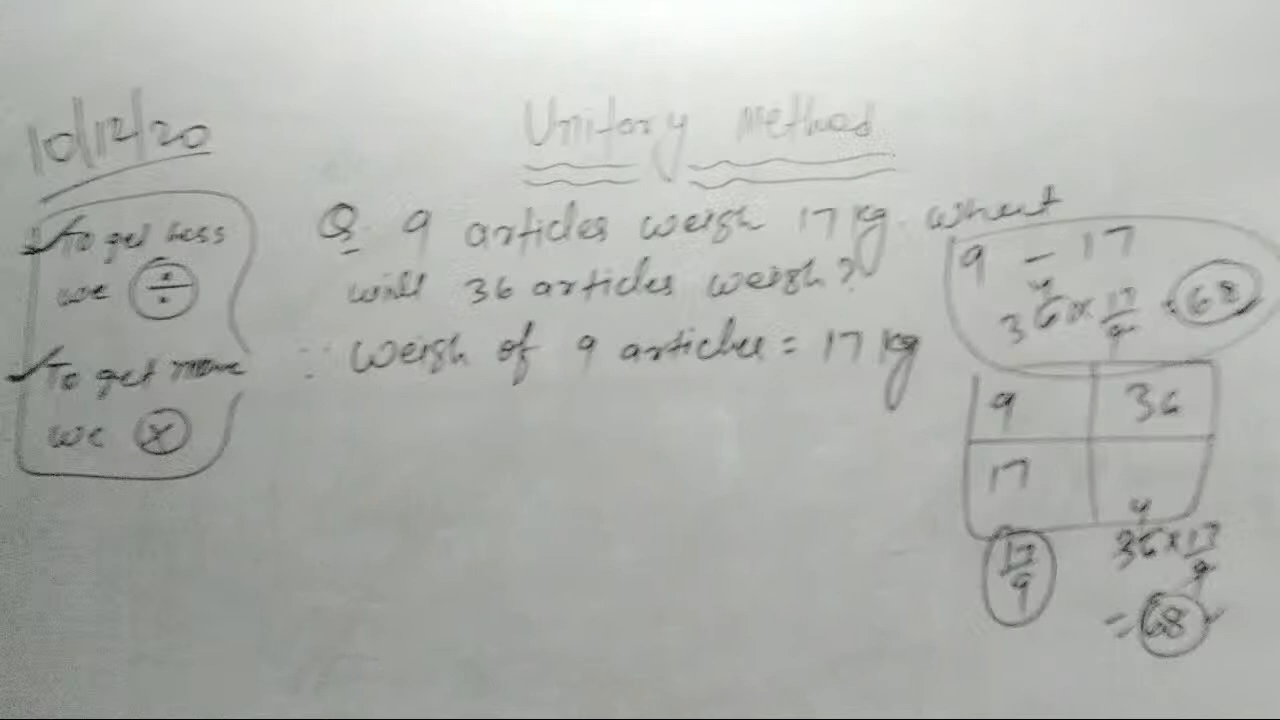 10/12/20
Unitary Method
To get Less
we ÷
To get more
we ×
Q. 9 articles weigh 17 kg. what
will 36 articles weigh?
∵ weigh of 9 articles = 17 kg
9 – 17
4
36 × 17/9 = 68
9 36
17
17/9
4
36 × 17/9
= 68